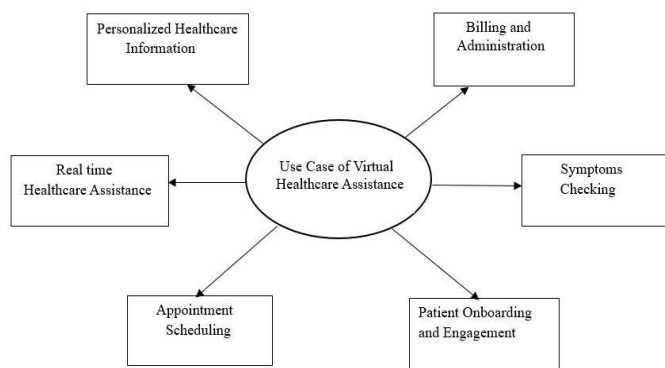 Personalized Healthcare
Information
Billing and
Administration
Real time
Healthcare Assistance
Use Case of Virtual
Healthcare Assistance
Symptoms
Checking
Appointment
Scheduling
Patient Onboarding
and Engagement